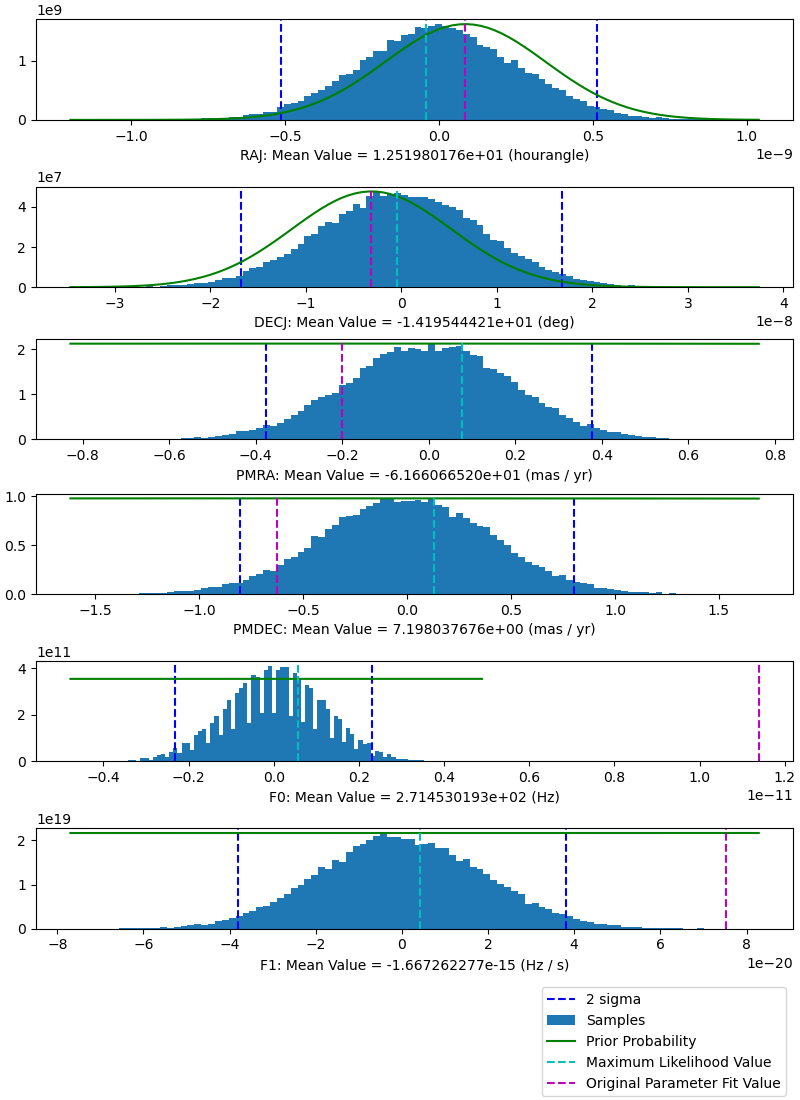 1e9
1
0
−1.0 −0.5 0.0 0.5 1.0
1e−9
RAJ: Mean Value = 1.251980176e+01 (hourangle)
1e7
4
2
0
−3 −2 −1 0 1 2 3 4
1e−8
DECJ: Mean Value = -1.419544421e+01 (deg)
2
1
0
−0.8 −0.6 −0.4 −0.2 0.0 0.2 0.4 0.6 0.8
PMRA: Mean Value = -6.166066520e+01 (mas / yr)
1.0
0.5
0.0
−1.5 −1.0 −0.5 0.0 0.5 1.0 1.5
PMDEC: Mean Value = 7.198037676e+00 (mas / yr)
1e11
4
2
0
−0.4 −0.2 0.0 0.2 0.4 0.6 0.8 1.0 1.2
1e−11
F0: Mean Value = 2.714530193e+02 (Hz)
1e19
2
1
0
−8 −6 −4 −2 0 2 4 6 8
1e−20
F1: Mean Value = -1.667262277e-15 (Hz / s)
2 sigma
Samples
Prior Probability
Maximum Likelihood Value
Original Parameter Fit Value